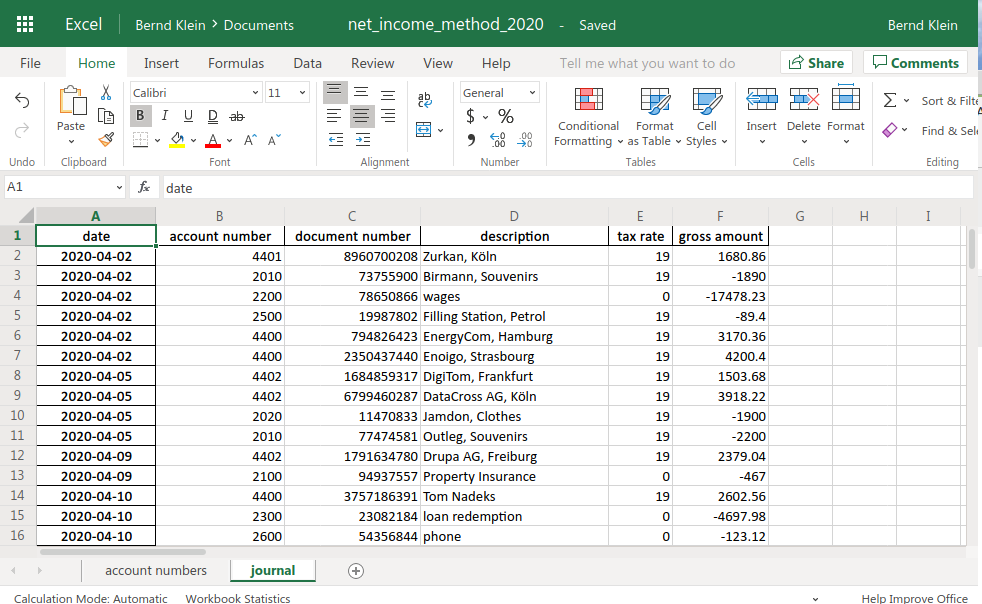 Excel Bernd Klein > Documents net_income_method_2020 - Saved Bernd Klein
File Home Insert Formulas Data Review View Help Tell me what you want to do Share Comments
Calibri 11 General
Paste B I U D ab A A A ab $ % Conditional Formatting Format as Table Cell Styles Insert Delete Format Σ Sort & Filte
Find & Sele
Undo Clipboard Font Alignment Number Tables Cells Editing
A1 fx date
A B C D E F G H I
1 date account number document number description tax rate gross amount
2 2020-04-02 4401 8960700208 Zurkan, Köln 19 1680.86
3 2020-04-02 2010 73755900 Birmann, Souvenirs 19 -1890
4 2020-04-02 2200 78650866 wages 0 -17478.23
5 2020-04-02 2500 19987802 Filling Station, Petrol 19 -89.4
6 2020-04-02 4400 794826423 EnergyCom, Hamburg 19 3170.36
7 2020-04-02 4400 2350437440 Enoigo, Strasbourg 19 4200.4
8 2020-04-05 4402 1684859317 DigiTom, Frankfurt 19 1503.68
9 2020-04-05 4402 6799460287 DataCross AG, Köln 19 3918.22
10 2020-04-05 2020 11470833 Jamdon, Clothes 19 -1900
11 2020-04-05 2010 77474581 Outleg, Souvenirs 19 -2200
12 2020-04-09 4402 1791634780 Drupa AG, Freiburg 19 2379.04
13 2020-04-09 2100 94937557 Property Insurance 0 -467
14 2020-04-10 4400 3757186391 Tom Nadeks 19 2602.56
15 2020-04-10 2300 23082184 loan redemption 0 -4697.98
16 2020-04-10 2600 54356844 phone 0 -123.12
account numbers journal
Calculation Mode: Automatic Workbook Statistics Help Improve Office